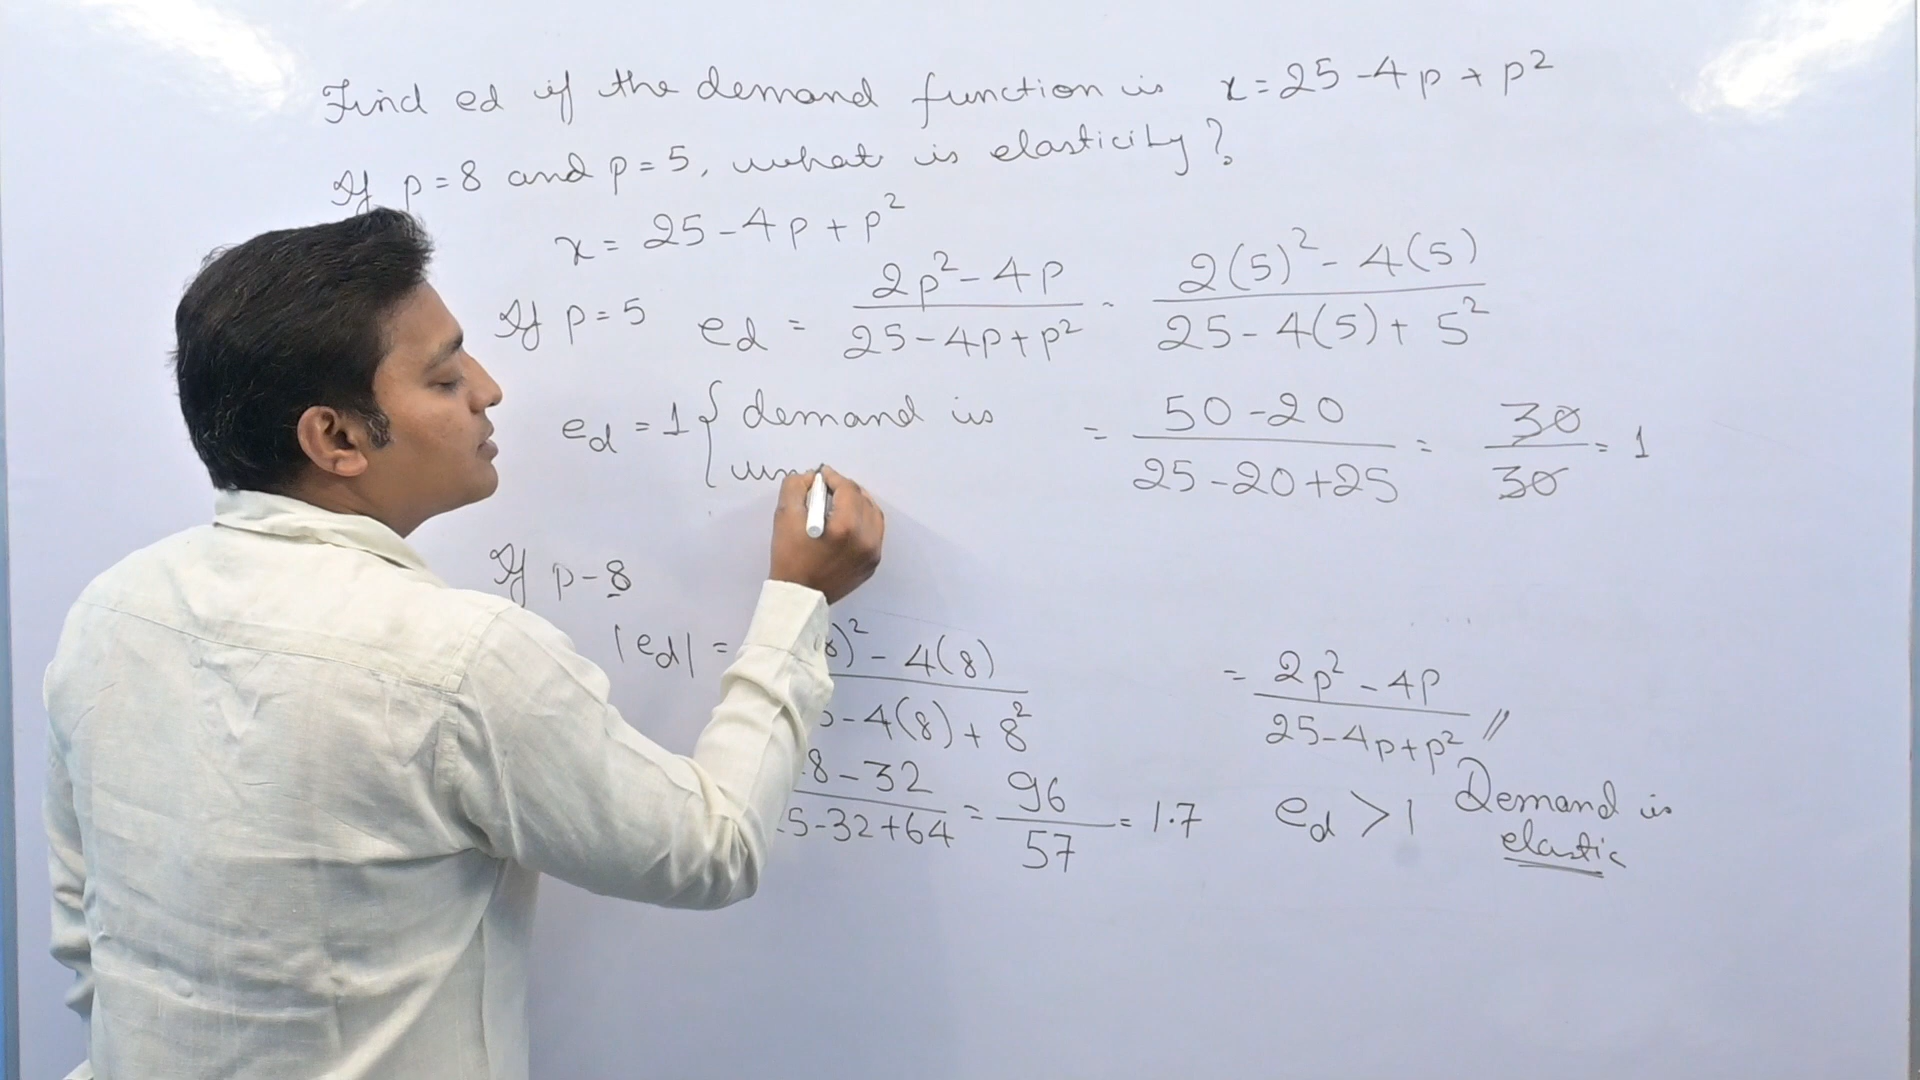 Find ed if the demand function is x = 25 - 4p + p²
If p = 8 and p = 5, what is elasticity?
x = 25 - 4p + p²
If p = 5 ed = 2p² - 4p / 25 - 4p + p² - 2(5)² - 4(5) / 25 - 4(5) + 5²
ed = 1 { demand is
= 50 - 20 / 25 - 20 + 25 = 30 / 30 = 1
If p - 8
|ed| = 8)² - 4(8) / - 4(8) + 8²
= 2p² - 4p / 25 - 4p + p² //
8 - 32 / 5 - 32 + 64 = 96 / 57 = 1.7
ed > 1 Demand is
elastic